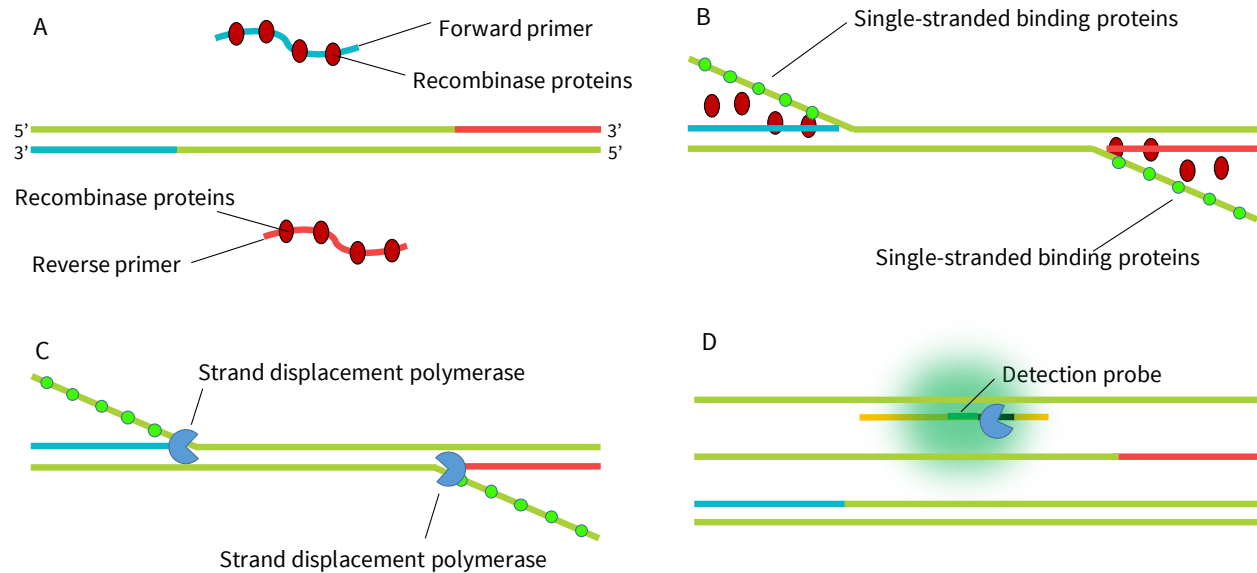 A
Forward primer
Recombinase proteins
5’
3’
3’
5’
Recombinase proteins
Reverse primer
B
Single-stranded binding proteins
Single-stranded binding proteins
C
Strand displacement polymerase
Strand displacement polymerase
D
Detection probe